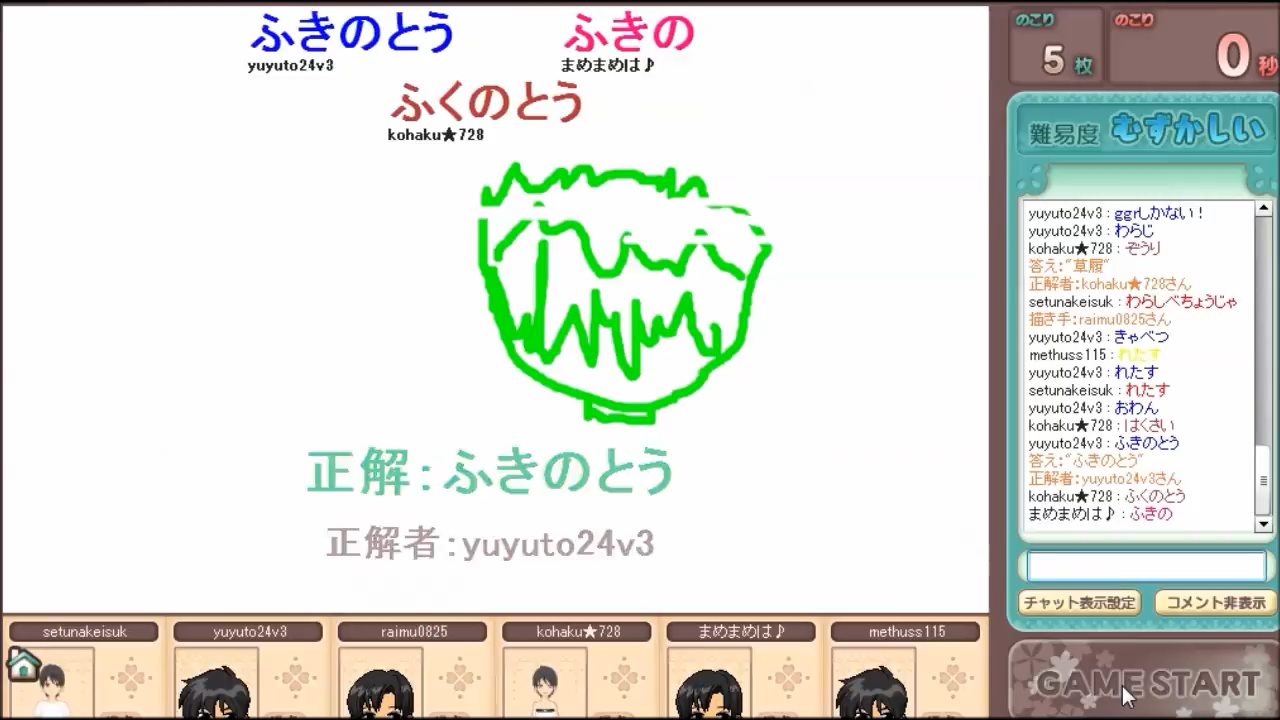 ふきのとう
yuyuto24v3
ふきの
まめまめは♪
ふくのとう
kohaku★728
正解:ふきのとう
正解者:yuyuto24v3
のこり
5枚
のこり
0秒
難易度 むずかしい
yuyuto24v3 : ggrしかない!
yuyuto24v3 : わらじ
kohaku★728 : ぞうり
答え:"草履"
正解者:kohaku★728さん
setunakeisuk : わらしべちょうじゃ
描き手:raimu0825さん
yuyuto24v3 : きゃべつ
methuss115 : れたす
yuyuto24v3 : れたす
setunakeisuk : れたす
yuyuto24v3 : おわん
kohaku★728 : はくさい
yuyuto24v3 : ふきのとう
答え:"ふきのとう"
正解者:yuyuto24v3さん
kohaku★728 : ふくのとう
まめまめは♪ : ふきの
チャット表示設定
コメント非表示
setunakeisuk
yuyuto24v3
raimu0825
kohaku★728
まめまめは♪
methuss115
GAME START